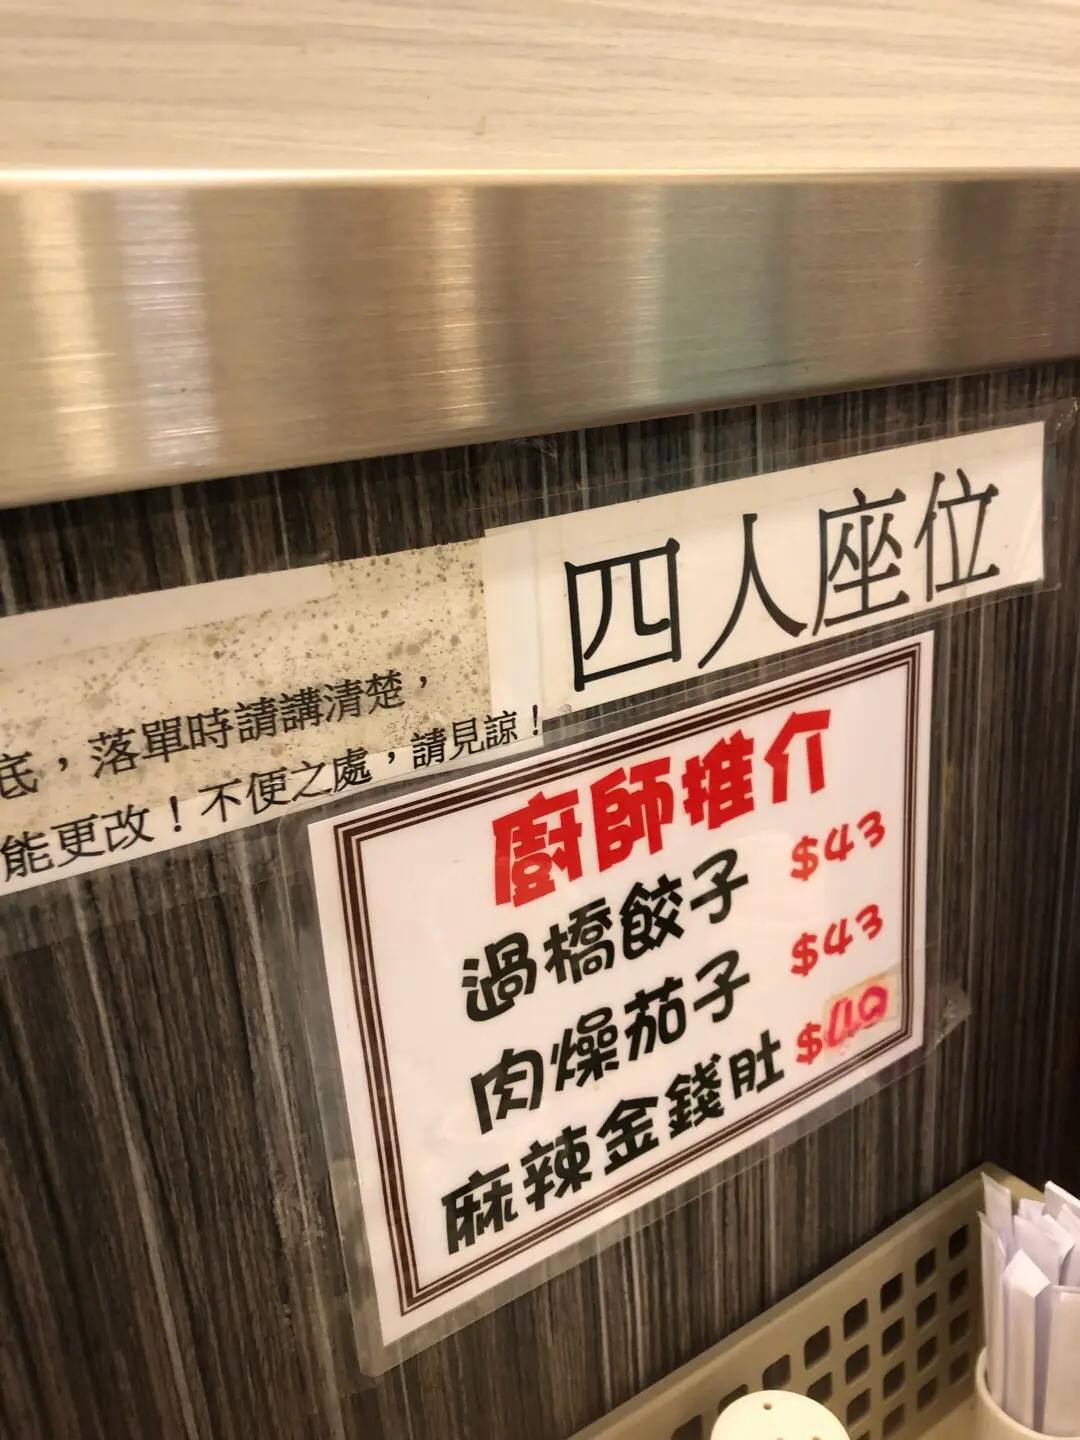 四人座位
底，落單時請講清楚，
能更改！不便之處，請見諒！
廚師推介
過橋餃子 $43
肉燥茄子 $43
麻辣金錢肚 $40